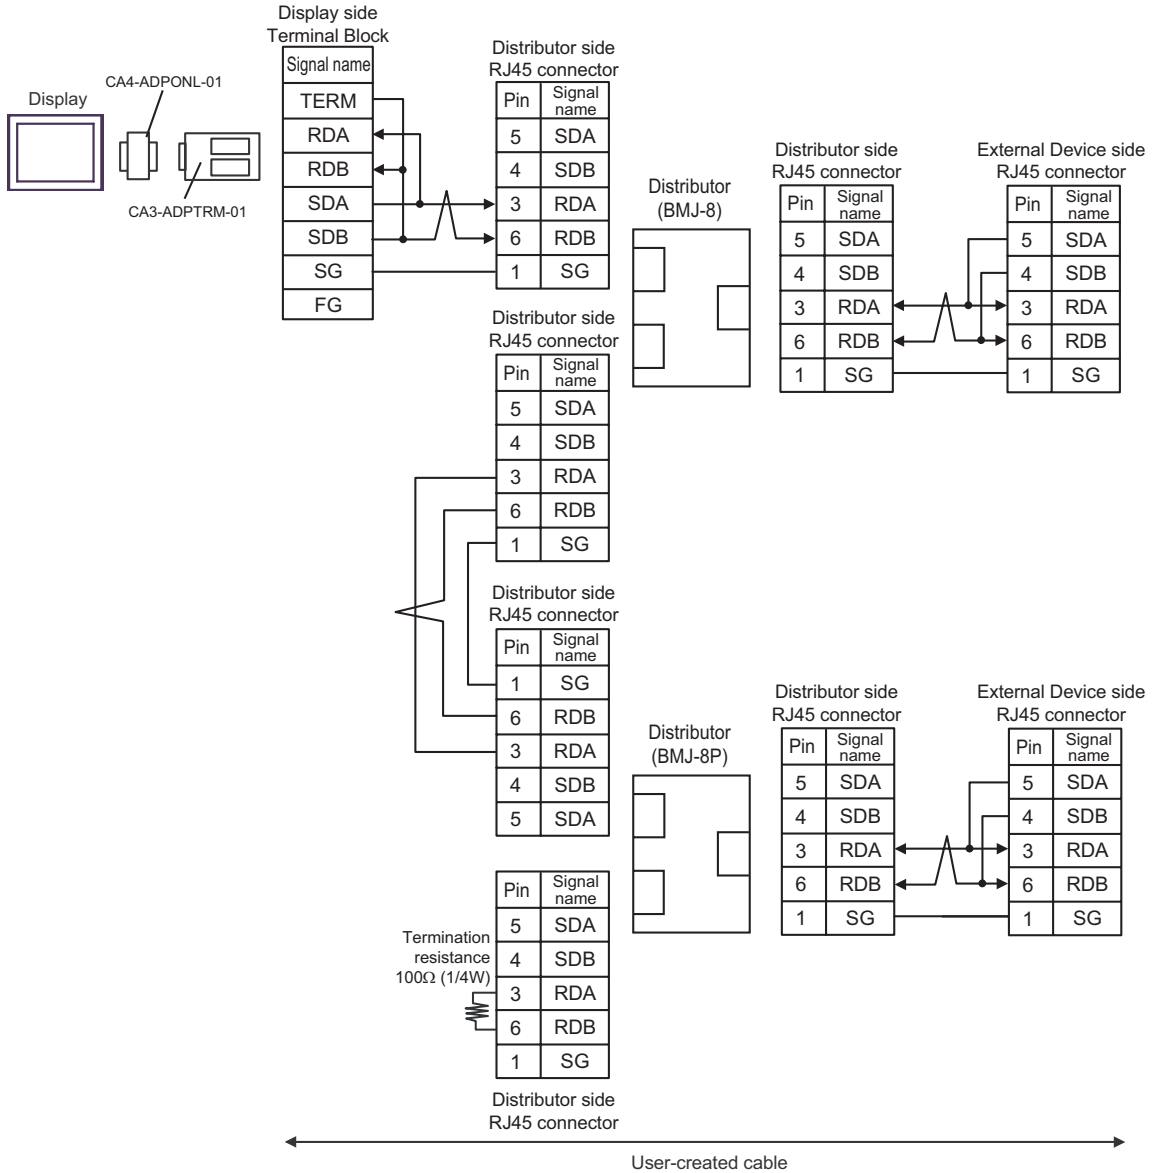 Display side
Terminal Block
Signal name
TERM
RDA
RDB
SDA
SDB
SG
FG
Display
CA4-ADPONL-01
CA3-ADPTRM-01
Distributor side
RJ45 connector
Pin Signal name
5 SDA
4 SDB
3 RDA
6 RDB
1 SG
Distributor
(BMJ-8)
Distributor side
RJ45 connector
Pin Signal name
5 SDA
4 SDB
3 RDA
6 RDB
1 SG
External Device side
RJ45 connector
Pin Signal name
5 SDA
4 SDB
3 RDA
6 RDB
1 SG
Distributor side
RJ45 connector
Pin Signal name
5 SDA
4 SDB
3 RDA
6 RDB
1 SG
Distributor side
RJ45 connector
Pin Signal name
1 SG
6 RDB
3 RDA
4 SDB
5 SDA
Distributor
(BMJ-8P)
Distributor side
RJ45 connector
Pin Signal name
5 SDA
4 SDB
3 RDA
6 RDB
1 SG
External Device side
RJ45 connector
Pin Signal name
5 SDA
4 SDB
3 RDA
6 RDB
1 SG
Termination
resistance
100Ω (1/4W)
Pin Signal name
5 SDA
4 SDB
3 RDA
6 RDB
1 SG
Distributor side
RJ45 connector
User-created cable